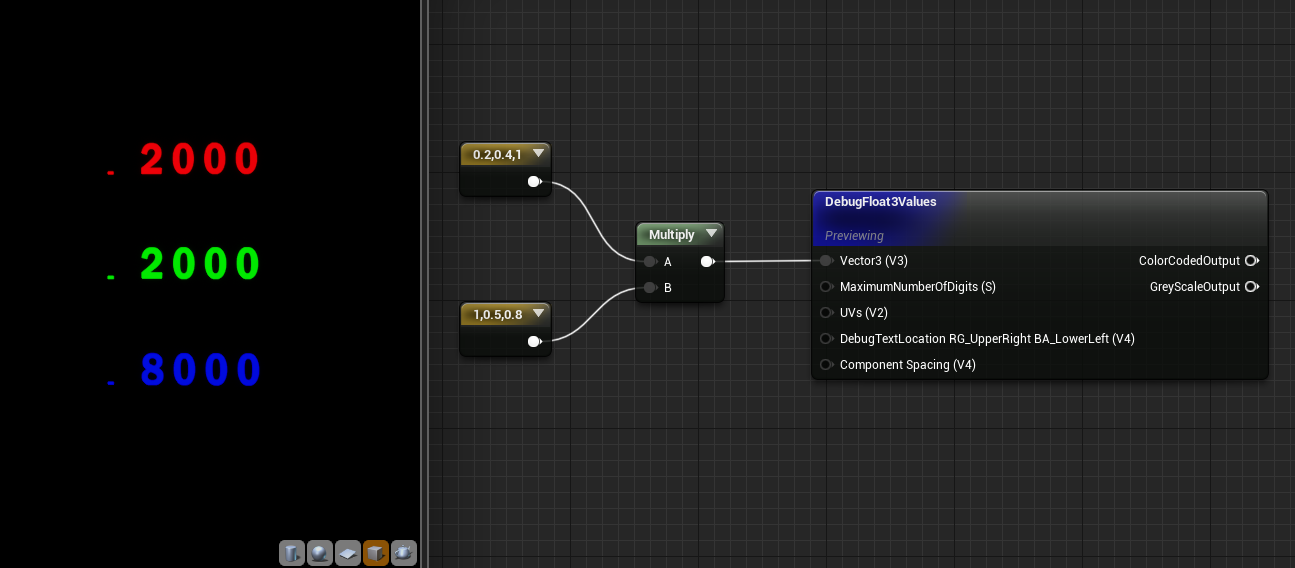 .2000
.2000
.8000
0.2,0.4,1
1,0.5,0.8
Multiply
A
B
DebugFloat3Values
Previewing
Vector3 (V3)
MaximumNumberOfDigits (S)
UVs (V2)
DebugTextLocation RG_UpperRight BA_LowerLeft (V4)
Component Spacing (V4)
ColorCodedOutput
GreyScaleOutput